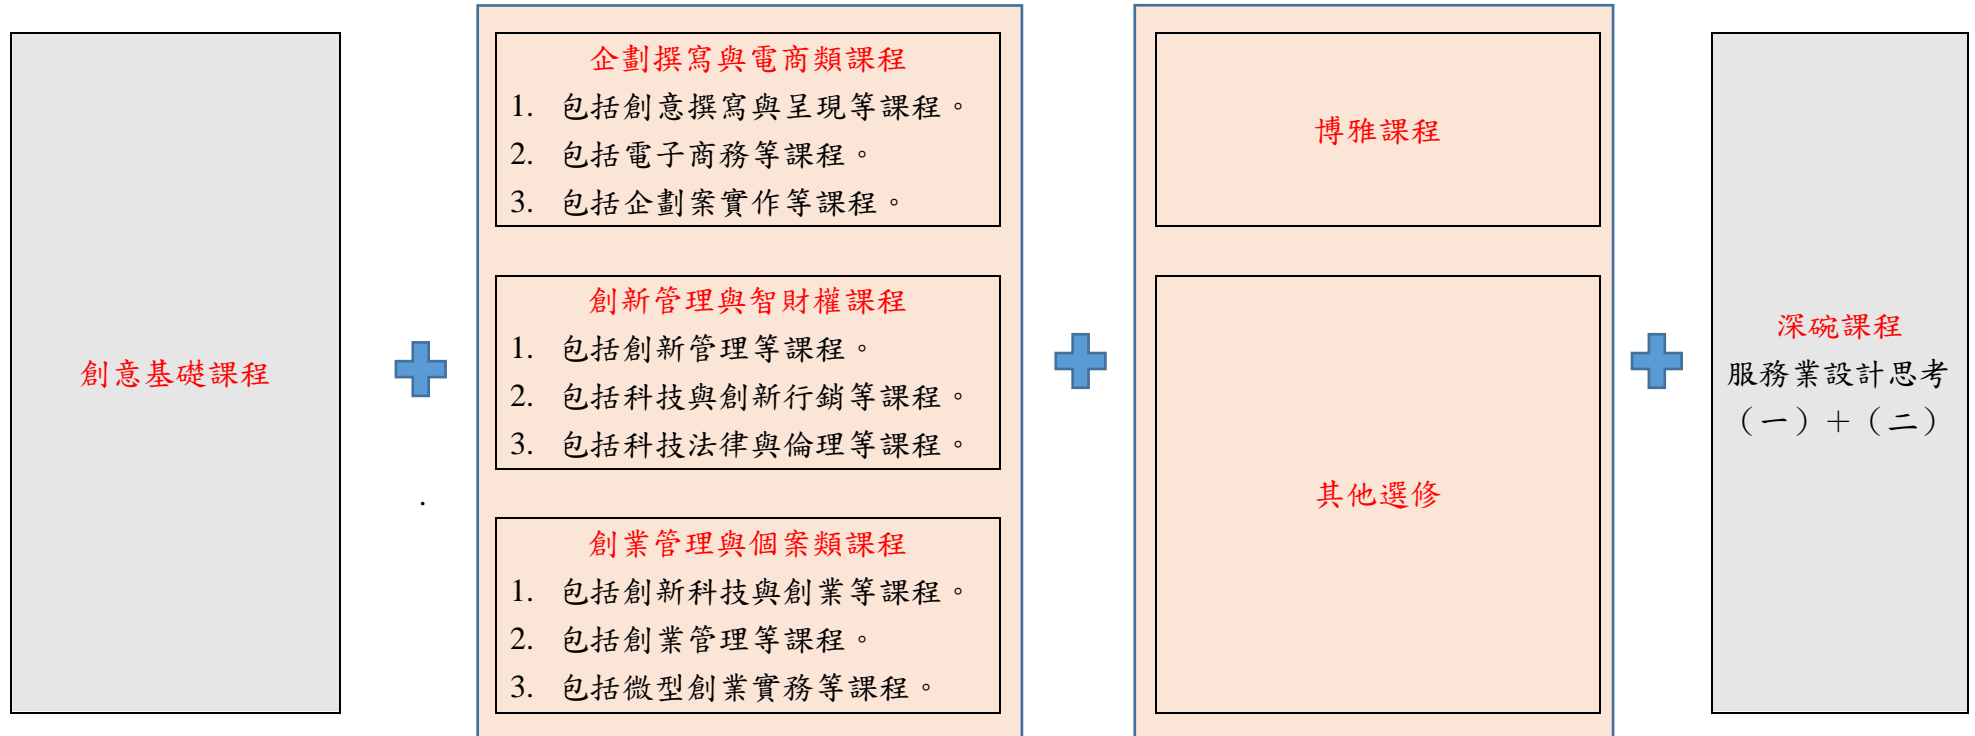 創意基礎課程
企劃撰寫與電商類課程
1. 包括創意撰寫與呈現等課程。
2. 包括電子商務等課程。
3. 包括企劃案實作等課程。
創新管理與智財權課程
1. 包括創新管理等課程。
2. 包括科技與創新行銷等課程。
3. 包括科技法律與倫理等課程。
.
創業管理與個案類課程
1. 包括創新科技與創業等課程。
2. 包括創業管理等課程。
3. 包括微型創業實務等課程。
博雅課程
其他選修
深碗課程
服務業設計思考
（一）＋（二）